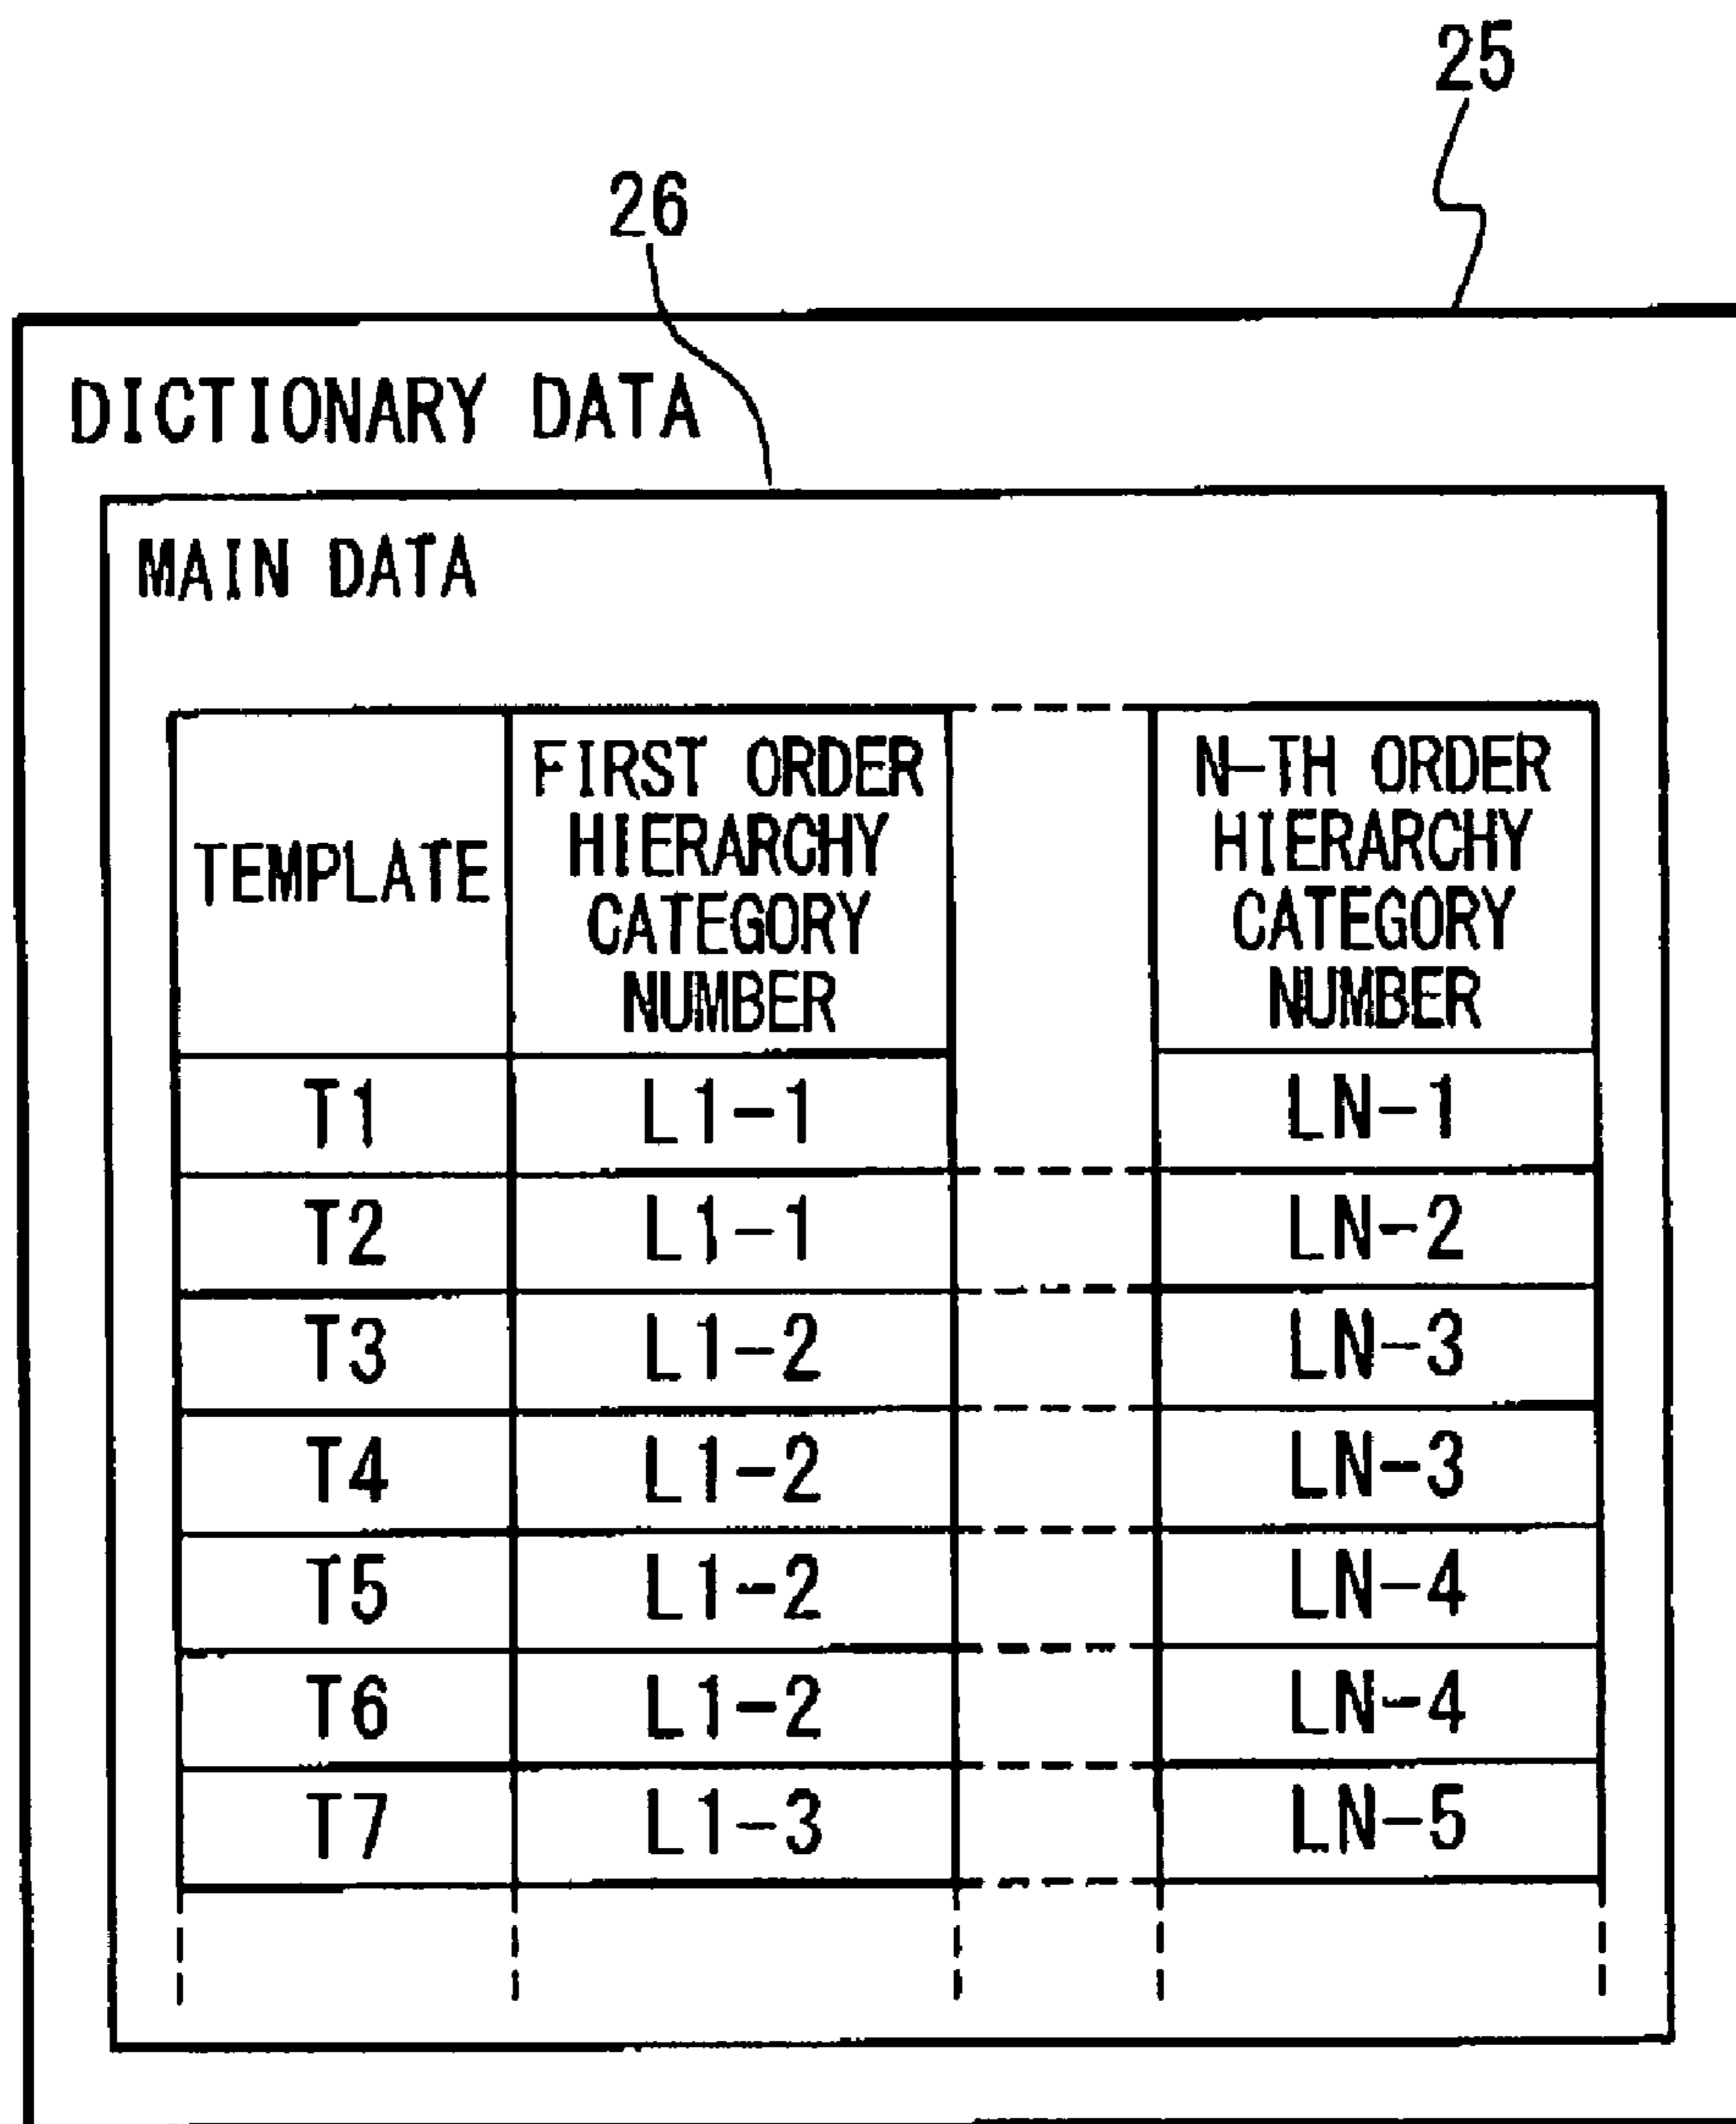 25
26
DICTIONARY DATA
MAIN DATA
TEMPLATE
FIRST ORDER
HIERARCHY
CATEGORY
NUMBER
N-TH ORDER
HIERARCHY
CATEGORY
NUMBER
T1 L1-1 LN-1
T2 L1-1 LN-2
T3 L1-2 LN-3
T4 L1-2 LN-3
T5 L1-2 LN-4
T6 L1-2 LN-4
T7 L1-3 LN-5